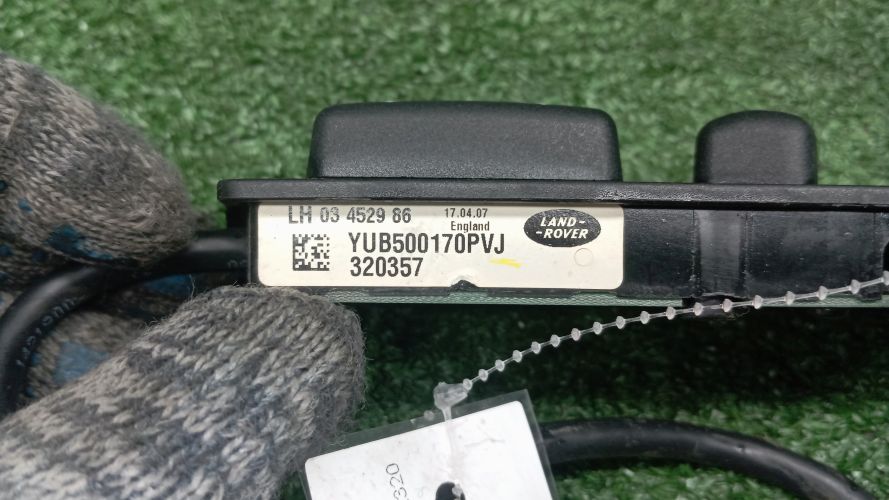 LH 03 4529 86
17.04.07
England
LAND-
-ROVER
YUB500170PVJ
320357
320